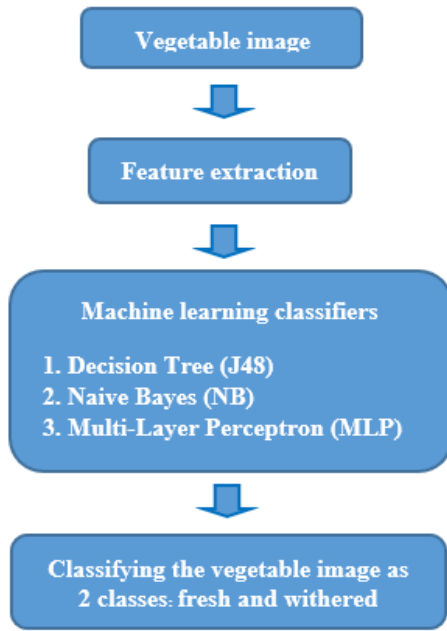 Vegetable image
Feature extraction
Machine learning classifiers
1. Decision Tree (J48)
2. Naive Bayes (NB)
3. Multi-Layer Perceptron (MLP)
Classifying the vegetable image as
2 classes: fresh and withered